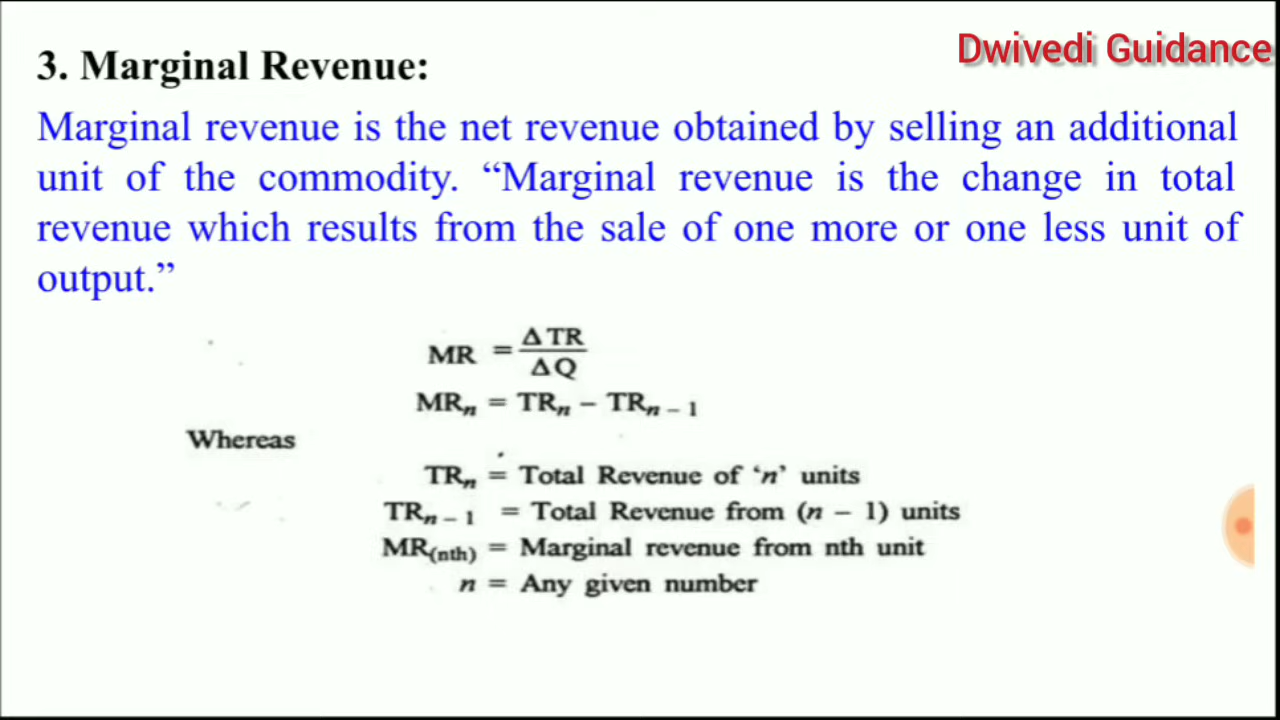 Dwivedi Guidance
3. Marginal Revenue:
Marginal revenue is the net revenue obtained by selling an additional
unit of the commodity. “Marginal revenue is the change in total
revenue which results from the sale of one more or one less unit of
output.”
MR = ΔTR / ΔQ
MRₙ = TRₙ – TRₙ₋₁
Whereas
TRₙ = Total Revenue of ‘n’ units
TRₙ₋₁ = Total Revenue from (n – 1) units
MR(nth) = Marginal revenue from nth unit
n = Any given number